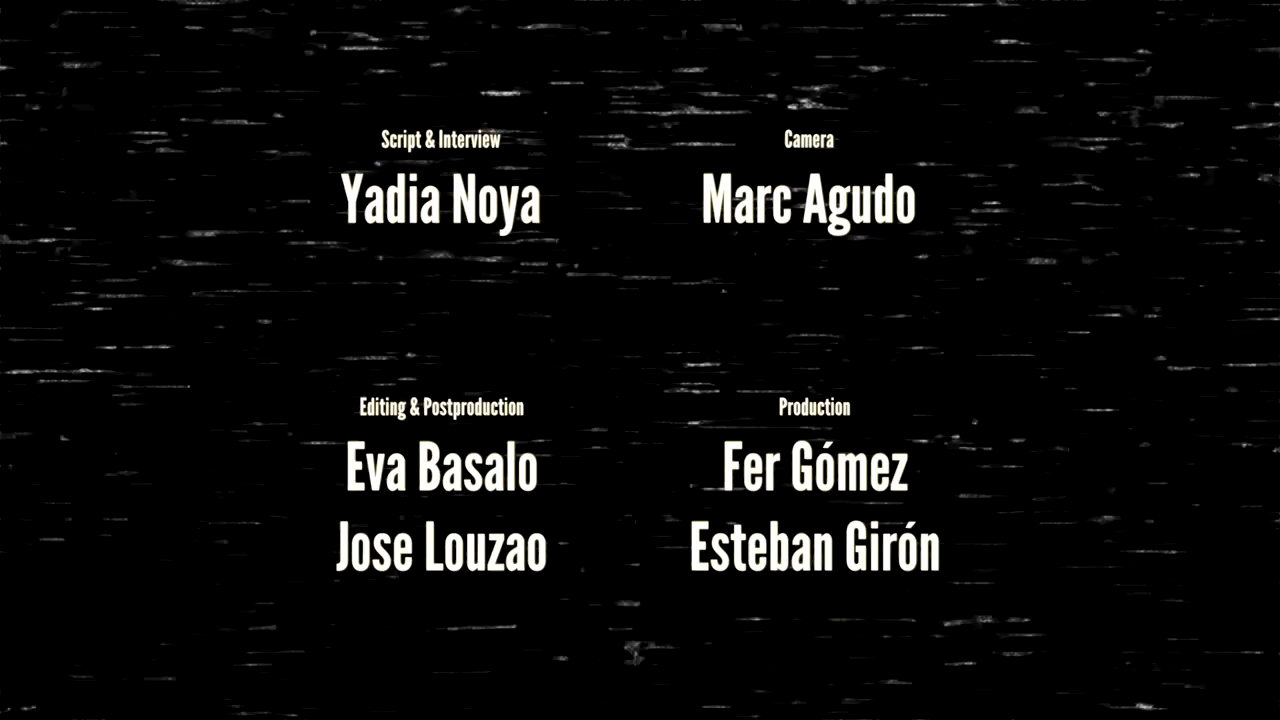 Script & Interview
Yadia Noya
Camera
Marc Agudo
Editing & Postproduction
Eva Basalo
Jose Louzao
Production
Fer Gómez
Esteban Girón